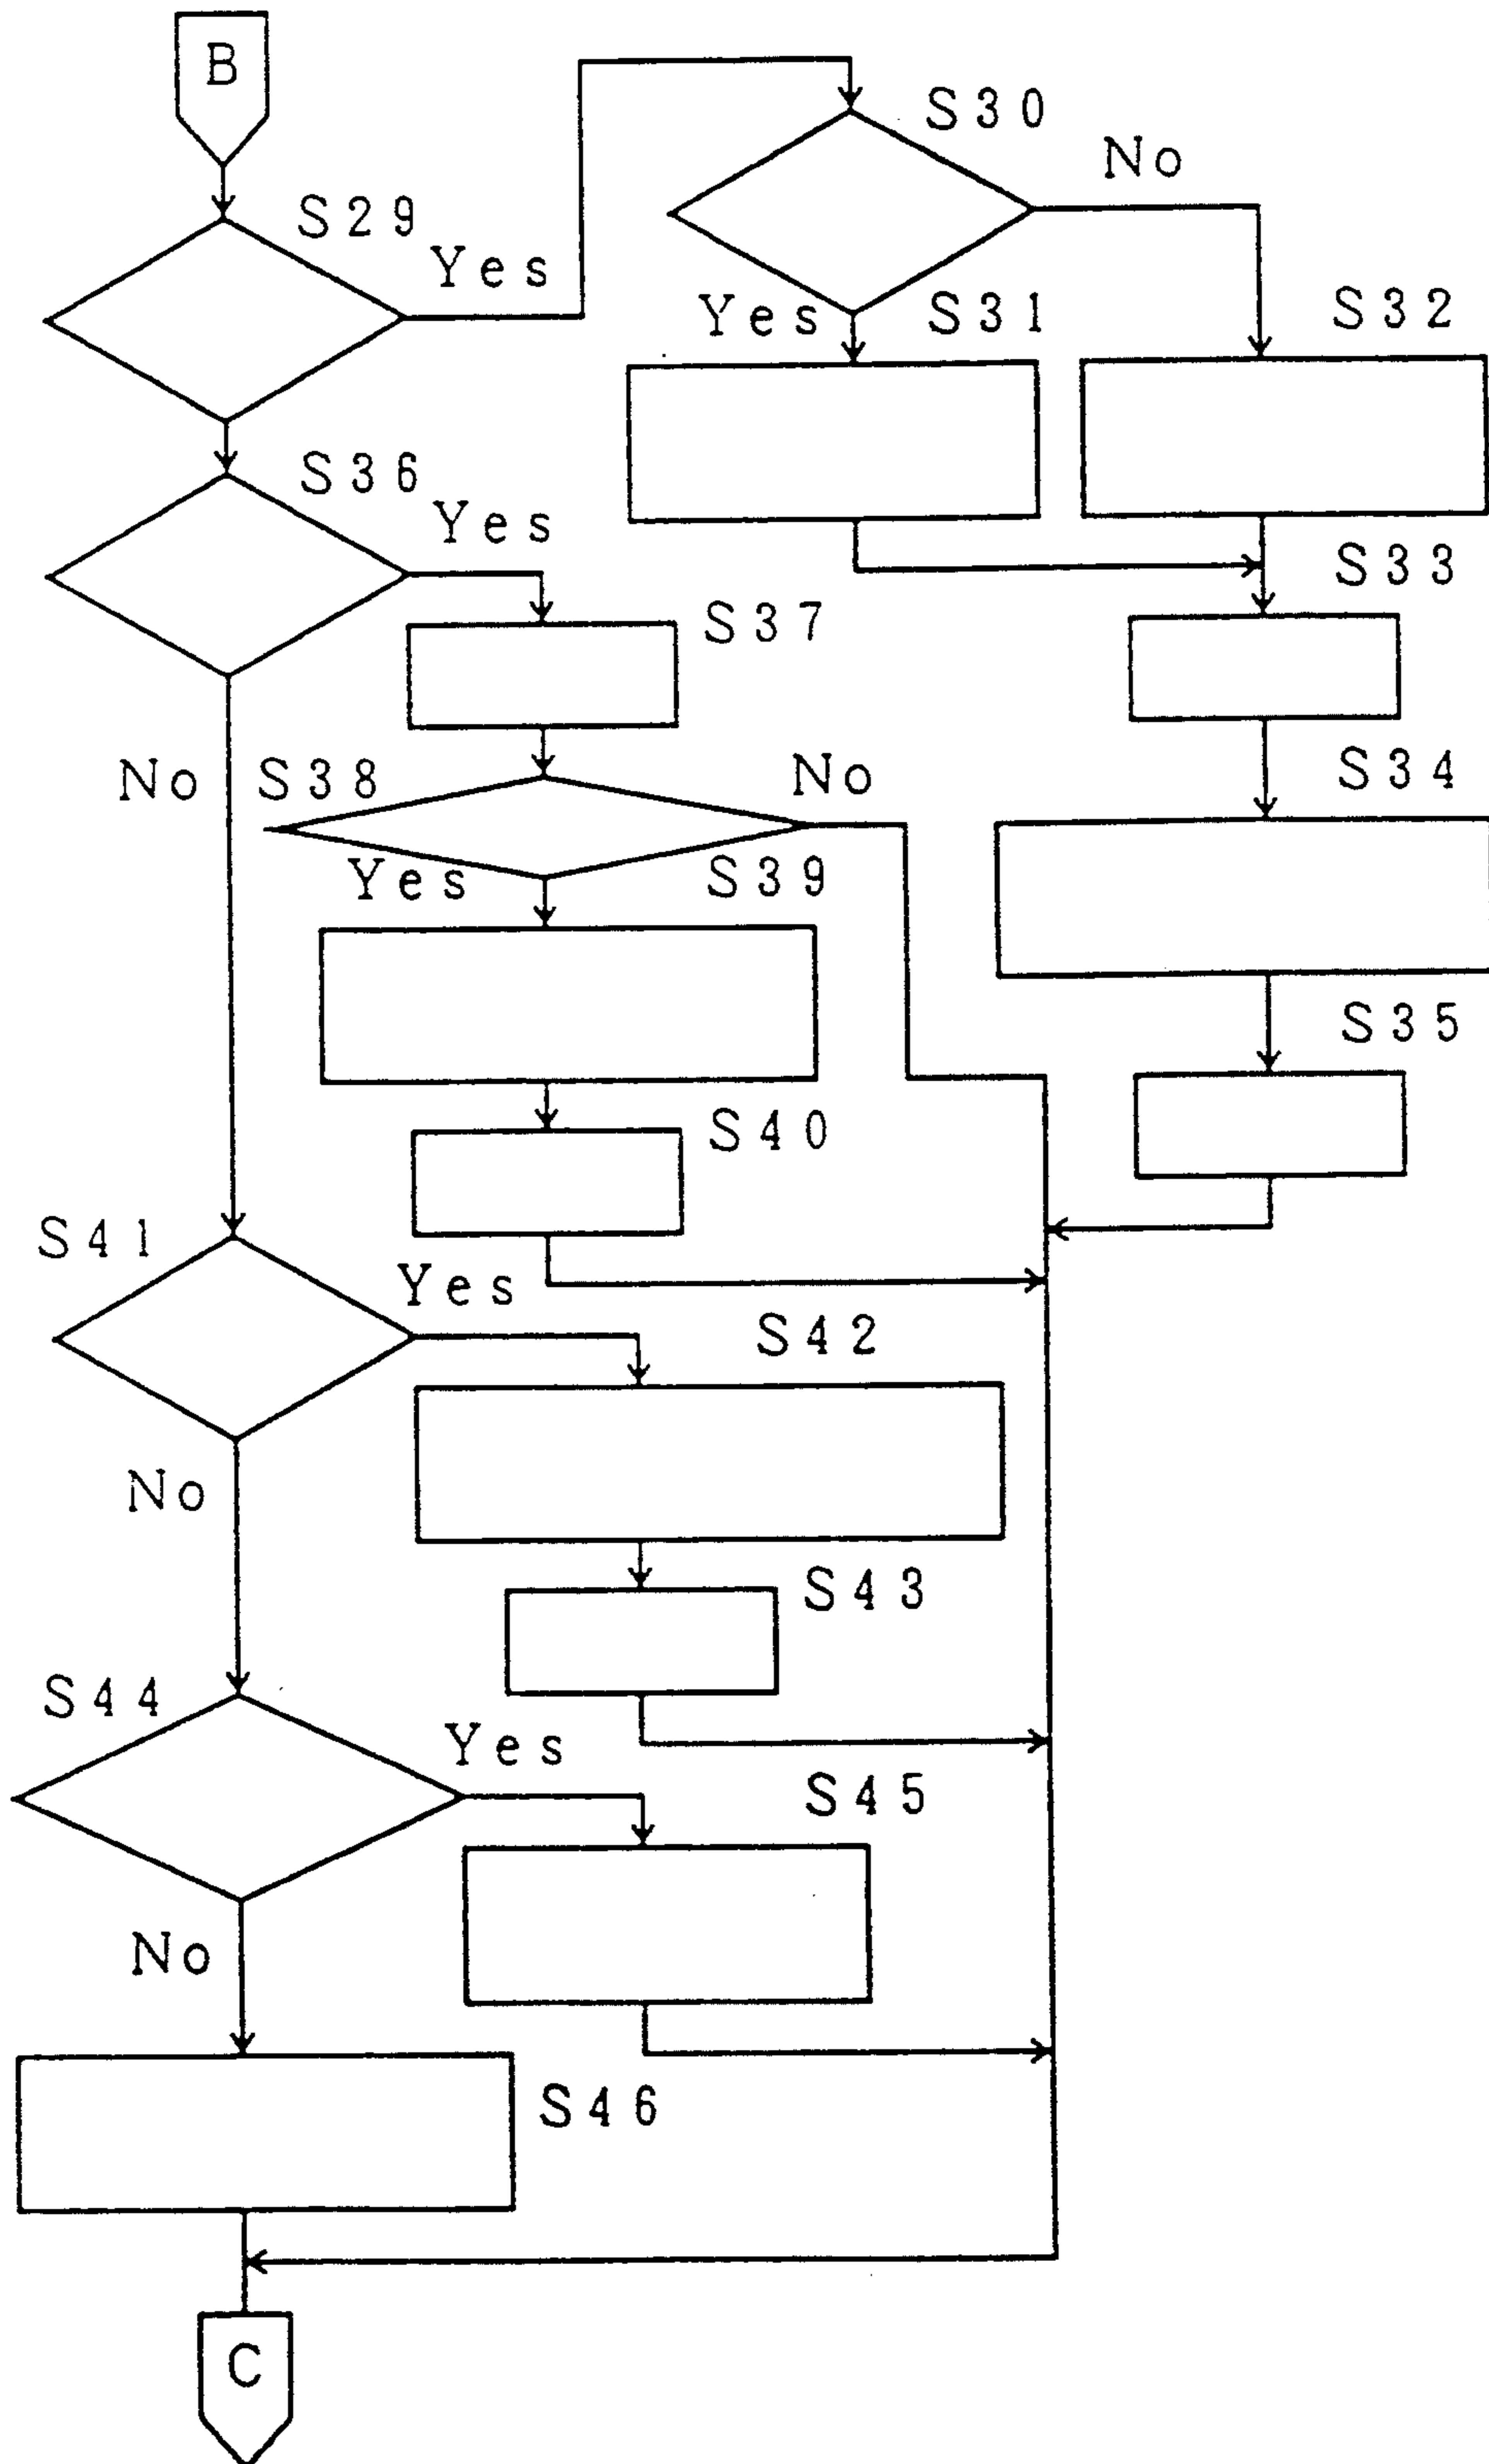 B
S30
No
S29
Yes
Yes
S31
S32
S36
Yes
S33
S37
No
S38
No
S34
Yes
S39
S35
S40
S41
Yes
S42
No
S43
S44
Yes
S45
No
S46
C